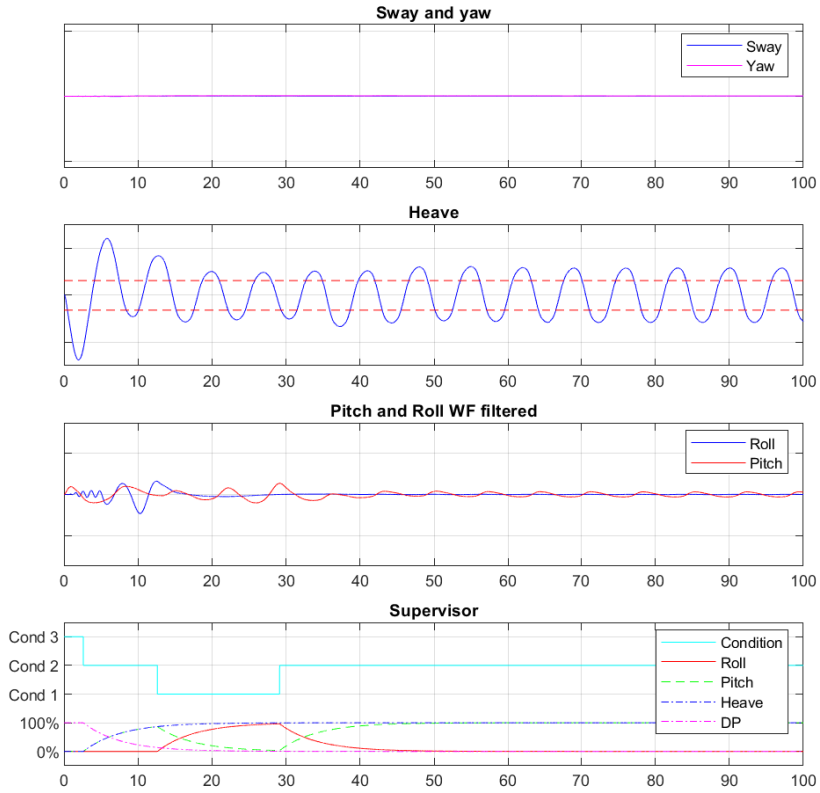 Sway and yaw
Sway
Yaw
0 10 20 30 40 50 60 70 80 90 100
Heave
0 10 20 30 40 50 60 70 80 90 100
Pitch and Roll WF filtered
Roll
Pitch
0 10 20 30 40 50 60 70 80 90 100
Supervisor
Cond 3
Cond 2
Cond 1
100%
0%
Condition
Roll
Pitch
Heave
DP
0 10 20 30 40 50 60 70 80 90 100